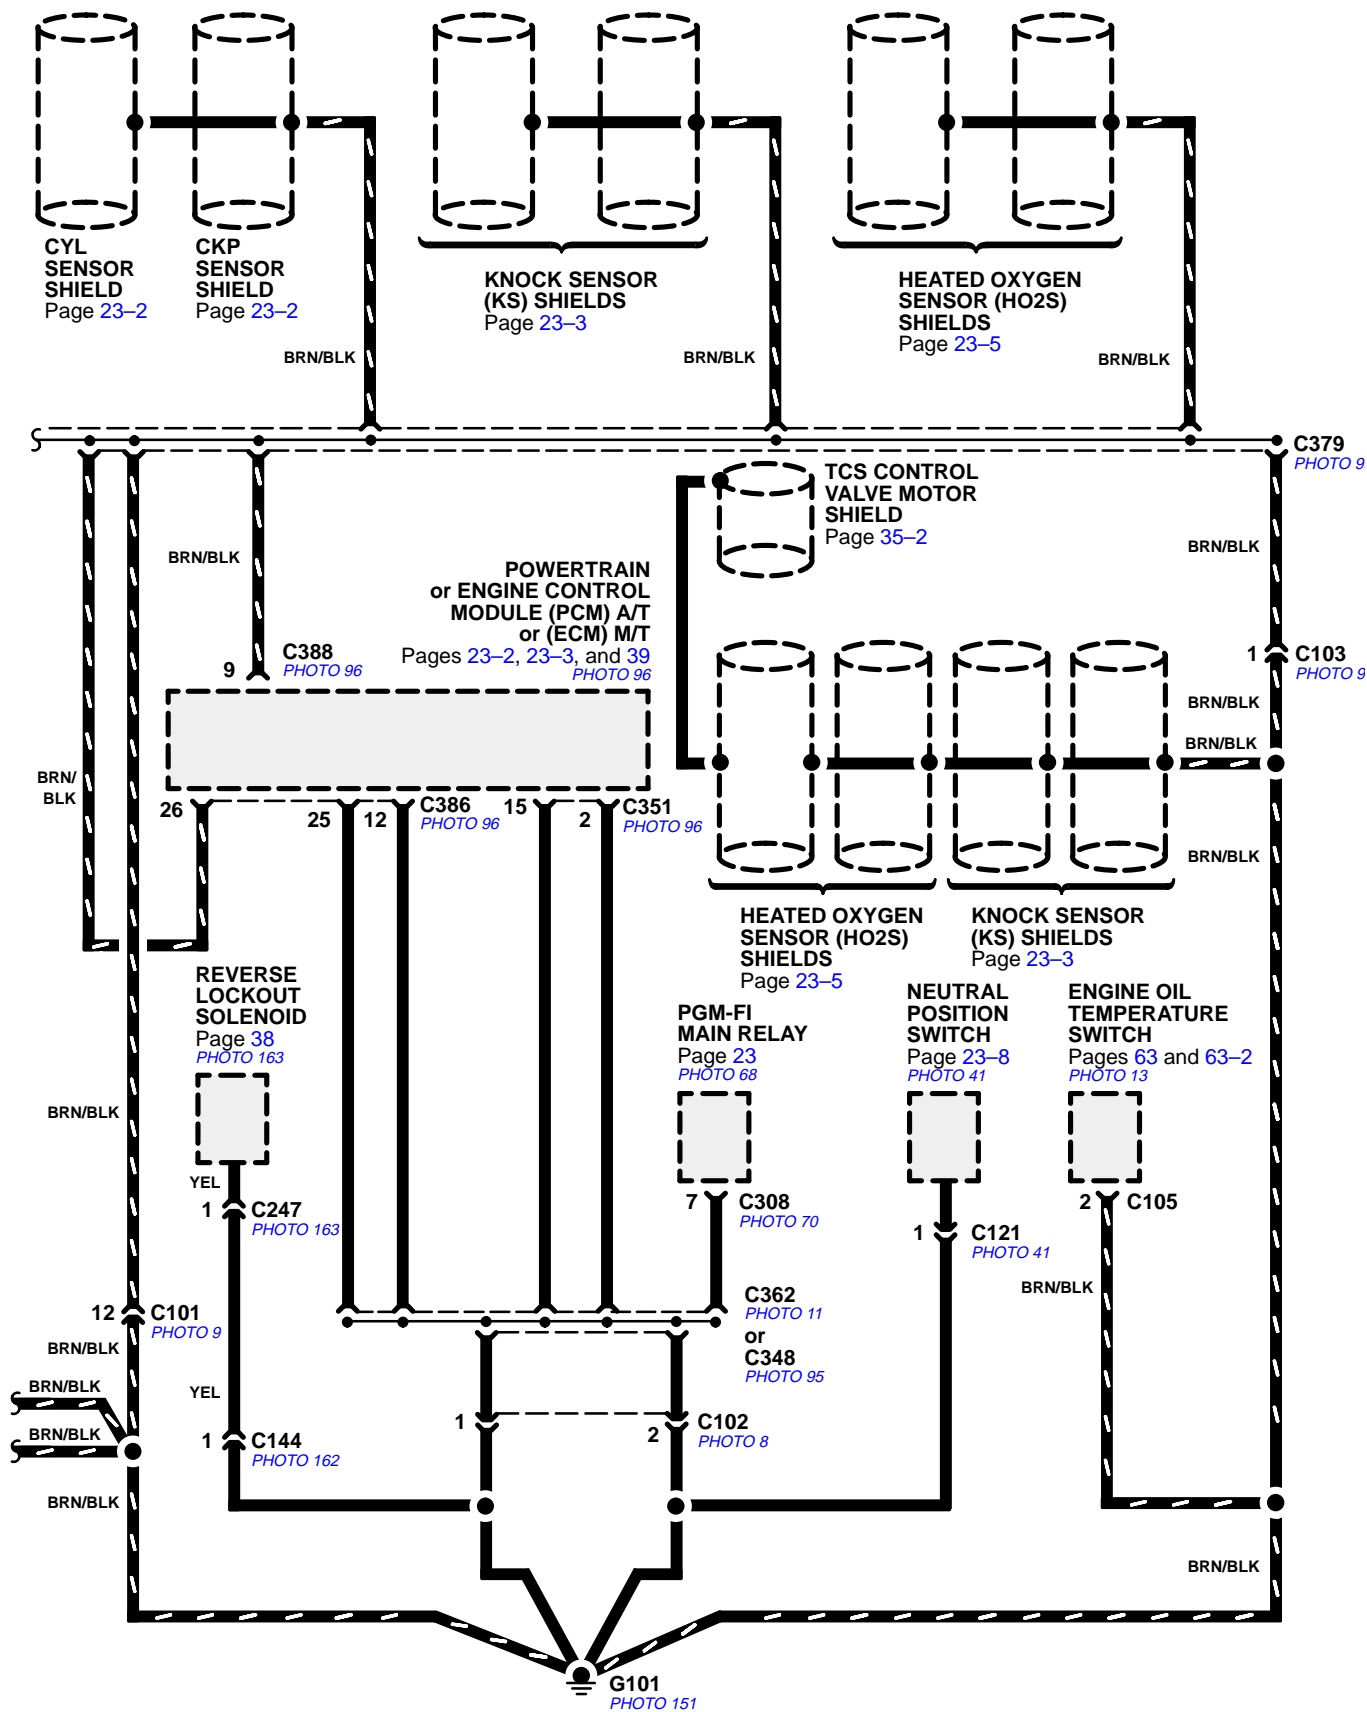 CYL
SENSOR
SHIELD
Page 23–2
CKP
SENSOR
SHIELD
Page 23–2
KNOCK SENSOR
(KS) SHIELDS
Page 23–3
HEATED OXYGEN
SENSOR (HO2S)
SHIELDS
Page 23–5
BRN/BLK
BRN/BLK
BRN/BLK
C379
PHOTO 9
TCS CONTROL
VALVE MOTOR
SHIELD
Page 35–2
BRN/BLK
BRN/BLK
POWERTRAIN
or ENGINE CONTROL
MODULE (PCM) A/T
or (ECM) M/T
Pages 23–2, 23–3, and 39
PHOTO 96
9
C388
PHOTO 96
1
C103
PHOTO 9
BRN/BLK
BRN/BLK
BRN/
BLK
26
25
12
C386
PHOTO 96
15
2
C351
PHOTO 96
BRN/BLK
HEATED OXYGEN
SENSOR (HO2S)
SHIELDS
Page 23–5
KNOCK SENSOR
(KS) SHIELDS
Page 23–3
REVERSE
LOCKOUT
SOLENOID
Page 38
PHOTO 163
PGM-FI
MAIN RELAY
Page 23
PHOTO 68
NEUTRAL
POSITION
SWITCH
Page 23–8
PHOTO 41
ENGINE OIL
TEMPERATURE
SWITCH
Pages 63 and 63–2
PHOTO 13
BRN/BLK
YEL
1
C247
PHOTO 163
7
C308
PHOTO 70
1
C121
PHOTO 41
2
C105
BRN/BLK
12
C101
PHOTO 9
C362
PHOTO 11
or
C348
PHOTO 95
BRN/BLK
BRN/BLK
BRN/BLK
YEL
1
C144
PHOTO 162
1
2
C102
PHOTO 8
BRN/BLK
BRN/BLK
G101
PHOTO 151